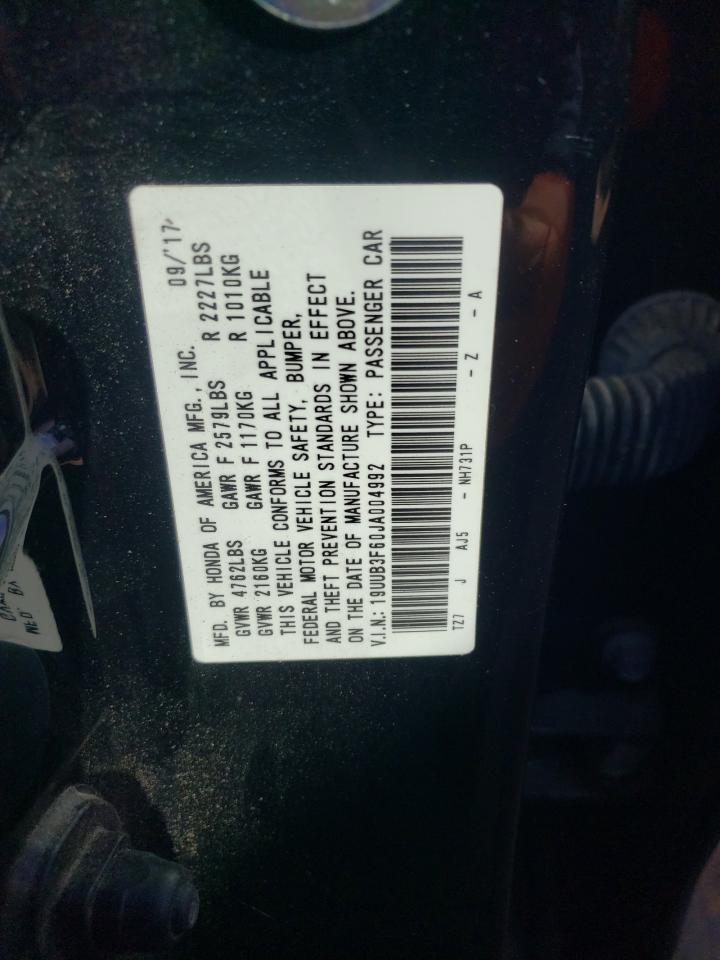 09/'17
MFD. BY HONDA OF AMERICA MFG., INC.
GVWR 4762LBS GAWR F 2579LBS R 2227LBS
GVWR 2160KG GAWR F 1170KG R 1010KG
THIS VEHICLE CONFORMS TO ALL APPLICABLE
FEDERAL MOTOR VEHICLE SAFETY, BUMPER,
AND THEFT PREVENTION STANDARDS IN EFFECT
ON THE DATE OF MANUFACTURE SHOWN ABOVE.
V.I.N.: 19UUB3F60JA004992 TYPE: PASSENGER CAR
TZ7 J AJ5 - NH731P - Z - A